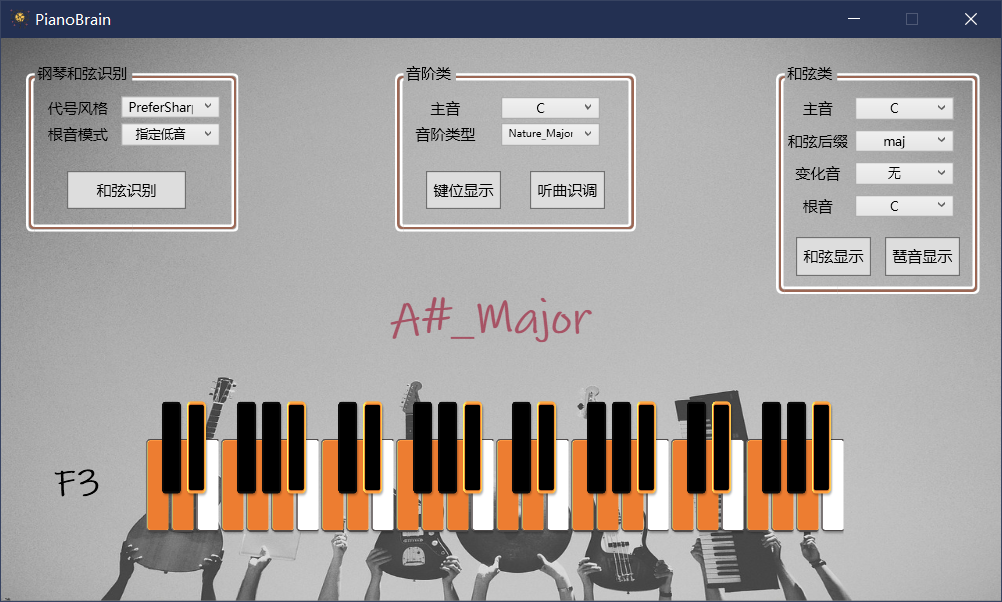 PianoBrain
钢琴和弦识别
代号风格 PreferShar
根音模式 指定低音
和弦识别
音阶类
主音 C
音阶类型 Nature_Major
键位显示 听曲识调
和弦类
主音 C
和弦后缀 maj
变化音 无
根音 C
和弦显示 琶音显示
A#_Major
F3